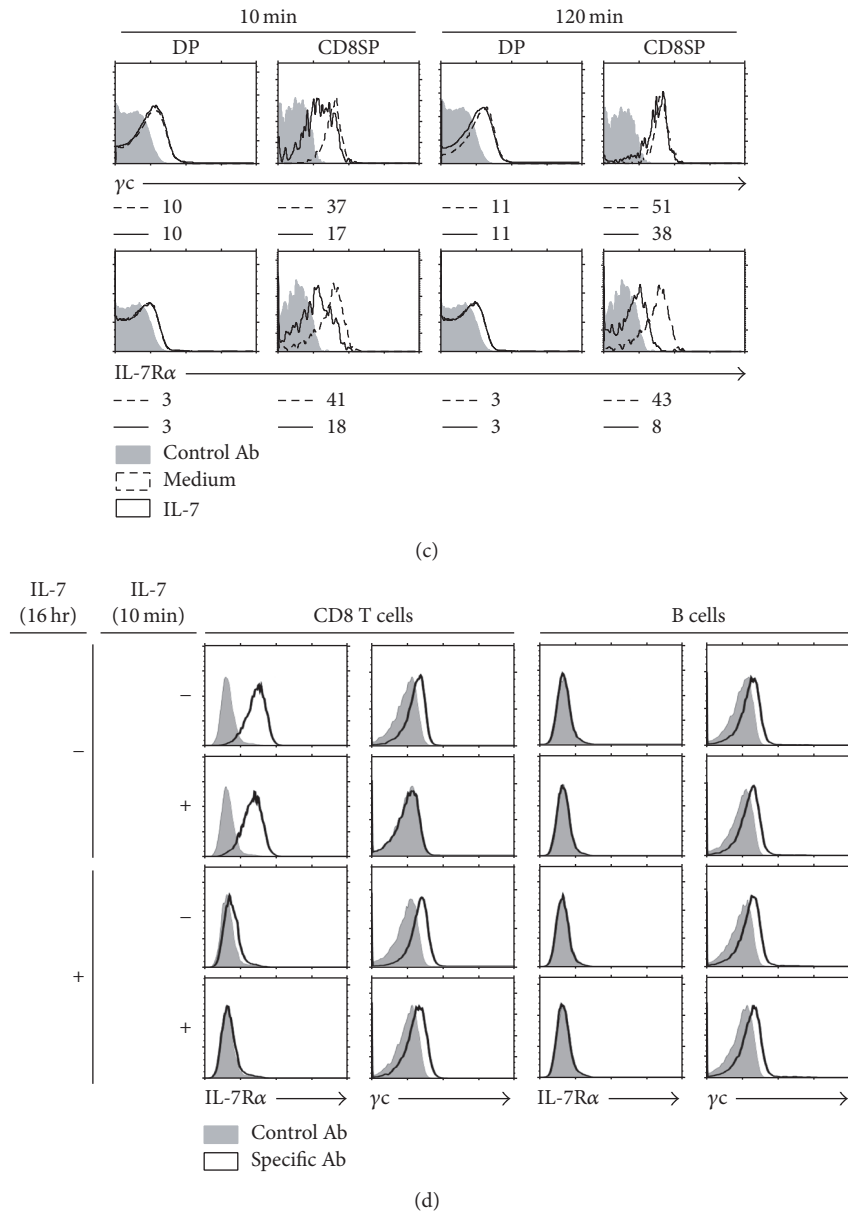 10 min 120 min
DP CD8SP DP CD8SP
γc
10 37 11 51
10 17 11 38
IL-7Rα
3 41 3 43
3 18 3 8
Control Ab
Medium
IL-7
(c)
IL-7 IL-7
(16 hr) (10 min) CD8 T cells B cells
−
−
+
−
+
+
IL-7Rα γc IL-7Rα γc
Control Ab
Specific Ab
(d)